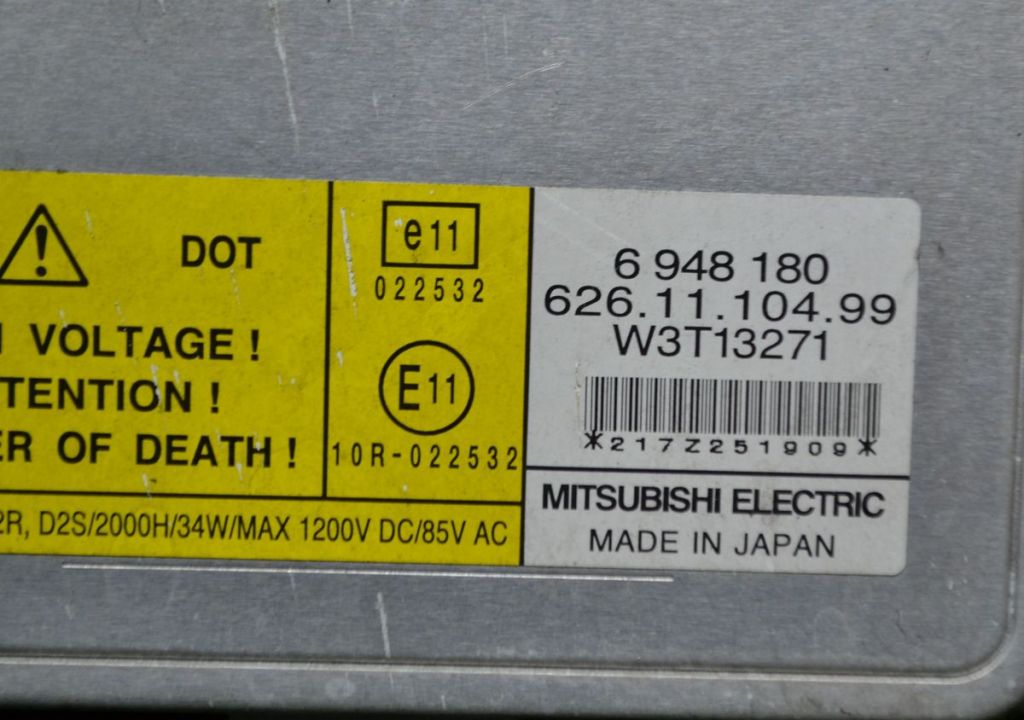 DOT
VOLTAGE !
TENTION !
ER OF DEATH !
2R, D2S/2000H/34W/MAX 1200V DC/85V AC
e11
022532
E11
10R-022532
6 948 180
626.11.104.99
W3T13271
*217Z251909*
MITSUBISHI ELECTRIC
MADE IN JAPAN